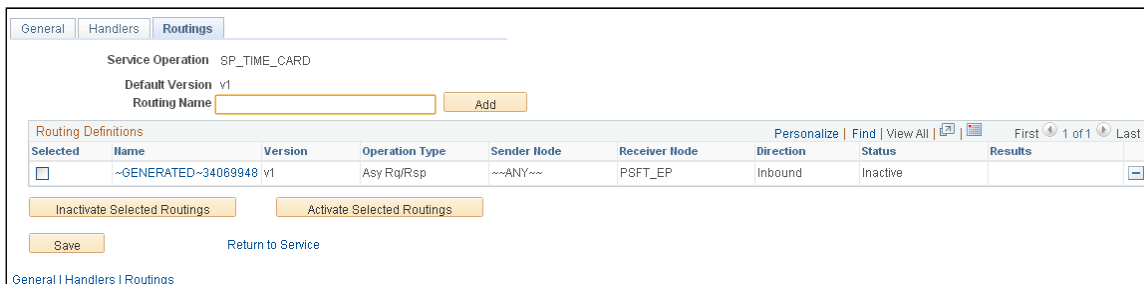 General Handlers Routings
Service Operation SP_TIME_CARD
Default Version v1
Routing Name Add
Routing Definitions Personalize | Find | View All | | First 1 of 1 Last
Selected Name Version Operation Type Sender Node Receiver Node Direction Status Results
~GENERATED~34069948 v1 Asy Rq/Rsp ~~ANY~~ PSFT_EP Inbound Inactive
Inactivate Selected Routings Activate Selected Routings
Save Return to Service
General | Handlers | Routings